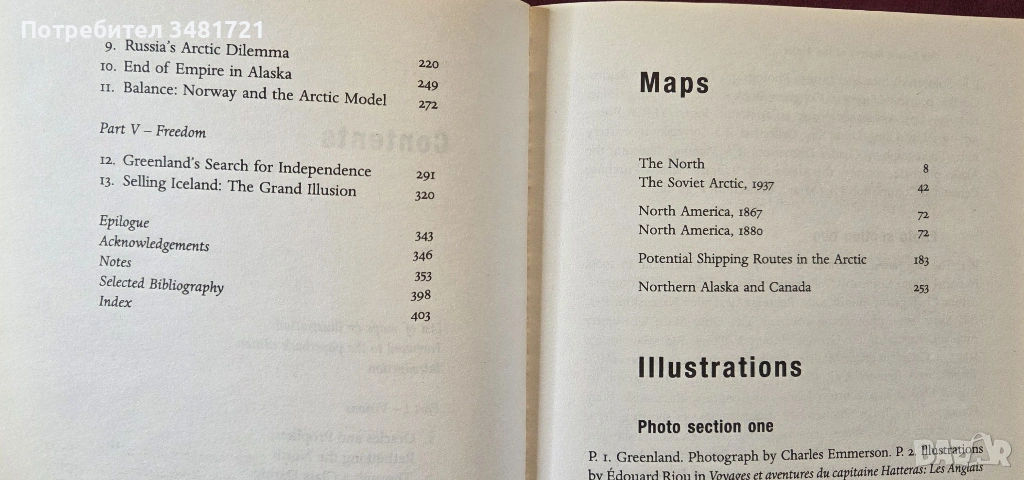 Потребител 3481721
9. Russia's Arctic Dilemma 220
10. End of Empire in Alaska 249
11. Balance: Norway and the Arctic Model 272
Part V – Freedom
12. Greenland's Search for Independence 291
13. Selling Iceland: The Grand Illusion 320
Epilogue 343
Acknowledgements 346
Notes 353
Selected Bibliography 398
Index 403
Contents
Maps
The North 8
The Soviet Arctic, 1937 42
North America, 1867 72
North America, 1880 72
Potential Shipping Routes in the Arctic 183
Northern Alaska and Canada 253
Illustrations
Photo section one
P. 1. Greenland. Photograph by Charles Emmerson. P. 2. Illustrations
by Édouard Riou in Voyages et aventures du capitaine Hatteras: Les Anglais
BAZAR